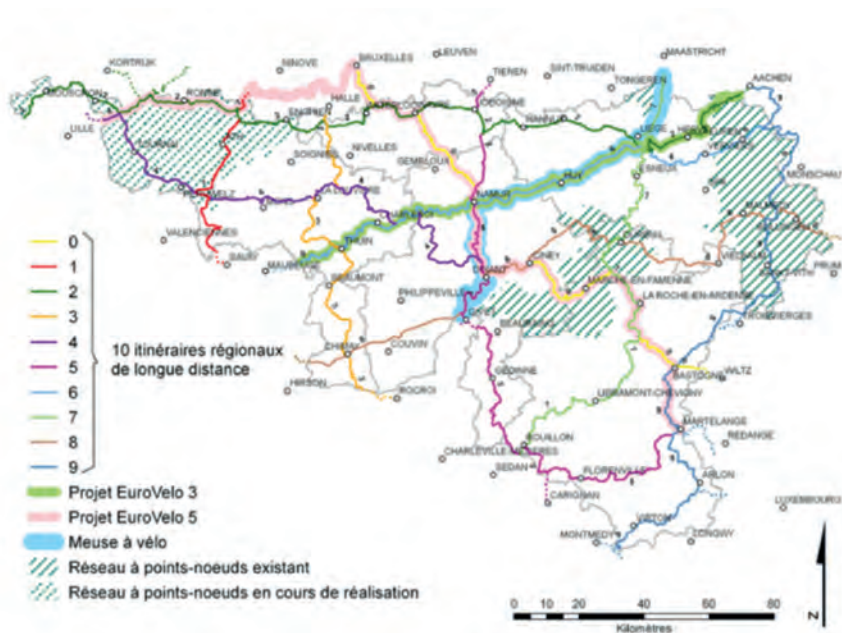 KORTRIJK
NINOVE
BRUXELLES
LEUVEN
TIENEN
SINT-TRUIDEN
MAASTRICHT
TONGEREN
AACHEN
LILLE
HALLE
HANNUT
LIEGE
VERVIERS
TOURNAI
SOIGNIES
NIVELLES
GEMBLOUX
HUY
ESNEUX
MONSCHAU
NAMUR
MALMEDY
VALENCIENNES
CHARLEROI
THUIN
MAUBEUGE
BEAUMONT
DINANT
CINEY
VIELSALM
SANKT-VITH
PRUM
MARCHE-EN-FAMENNE
LA ROCHE-EN-ARDENNE
PHILIPPEVILLE
GIVET
BEAURAING
TROISVIERGES
CHIMAY
COUVIN
HIRSON
ROCROI
GEDINNE
BASTOGNE
WILTZ
LIBRAMONT-CHEVIGNY
MARTELANGE
REDANGE
BOUILLON
CHARLEVILLE-MEZIERES
SEDAN
FLORENVILLE
CARIGNAN
ARLON
LUXEMBOURG
VIRTON
MONTMEDY
LONGWY
0
1
2
3
4
5
6
7
8
9
10 itinéraires régionaux
de longue distance
Projet EuroVelo 3
Projet EuroVelo 5
Meuse à vélo
Réseau à points-noeuds existant
Réseau à points-noeuds en cours de réalisation
0 10 20 40 60 80
Kilomètres
N